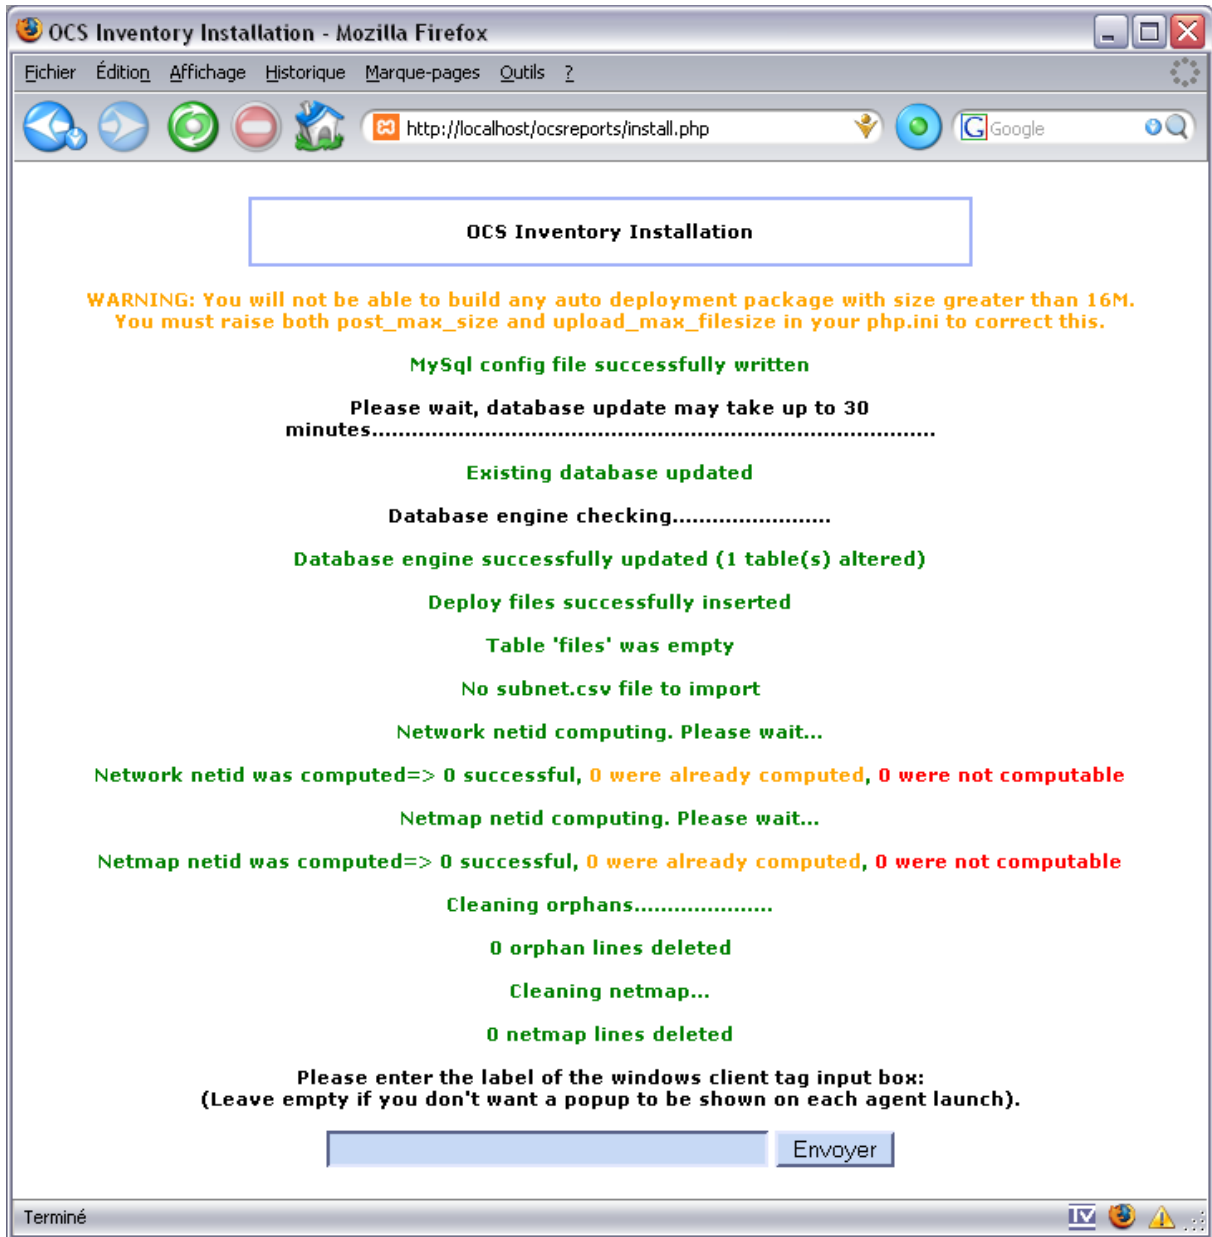 OCS Inventory Installation - Mozilla Firefox
Fichier Édition Affichage Historique Marque-pages Outils ?
http://localhost/ocsreports/install.php G Google
OCS Inventory Installation
WARNING: You will not be able to build any auto deployment package with size greater than 16M.
You must raise both post_max_size and upload_max_filesize in your php.ini to correct this.
MySql config file successfully written
Please wait, database update may take up to 30
minutes.....................................................................................
Existing database updated
Database engine checking........................
Database engine successfully updated (1 table(s) altered)
Deploy files successfully inserted
Table 'files' was empty
No subnet.csv file to import
Network netid computing. Please wait...
Network netid was computed=> 0 successful, 0 were already computed, 0 were not computable
Netmap netid computing. Please wait...
Netmap netid was computed=> 0 successful, 0 were already computed, 0 were not computable
Cleaning orphans.....................
0 orphan lines deleted
Cleaning netmap...
0 netmap lines deleted
Please enter the label of the windows client tag input box:
(Leave empty if you don't want a popup to be shown on each agent launch).
Envoyer
Terminé